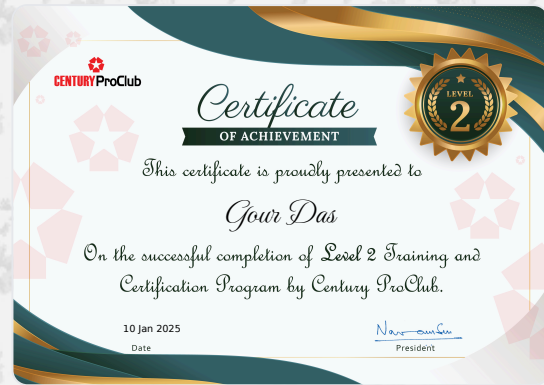 CENTURY ProClub
LEVEL
2
Certificate
OF ACHIEVEMENT
This certificate is proudly presented to
Gour Das
On the successful completion of Level 2 Training and
Certification Program by Century ProClub.
10 Jan 2025
Date
President